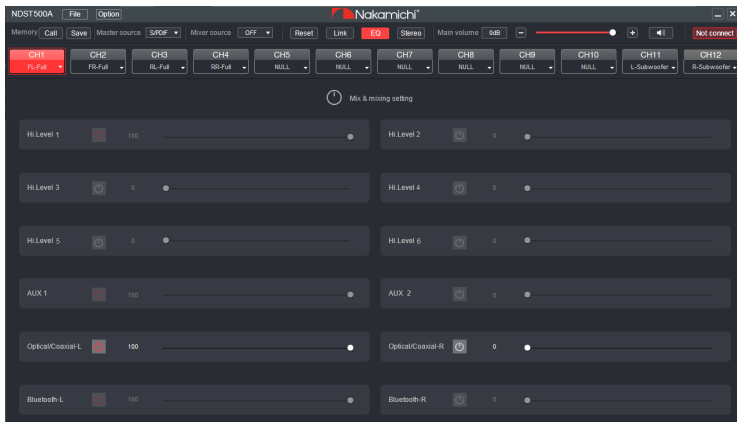 NDST500A File Option Nakamichi®
Memory Call Save Master source S/PDIF Mixer source OFF Reset Link EQ Stereo Main volume 0dB Not connect
CH1 CH2 CH3 CH4 CH5 CH6 CH7 CH8 CH9 CH10 CH11 CH12
FL-Full FR-Full RL-Full RR-Full NULL NULL NULL NULL NULL NULL L-Subwoofer R-Subwoofer
Mix & mixing setting
Hi.Level 1 100 Hi.Level 2 0
Hi.Level 3 0 Hi.Level 4 0
Hi.Level 5 0 Hi.Level 6 0
AUX 1 100 AUX 2 0
Optical/Coaxial-L 100 Optical/Coaxial-R 0
Bluetooth-L 100 Bluetooth-R 0